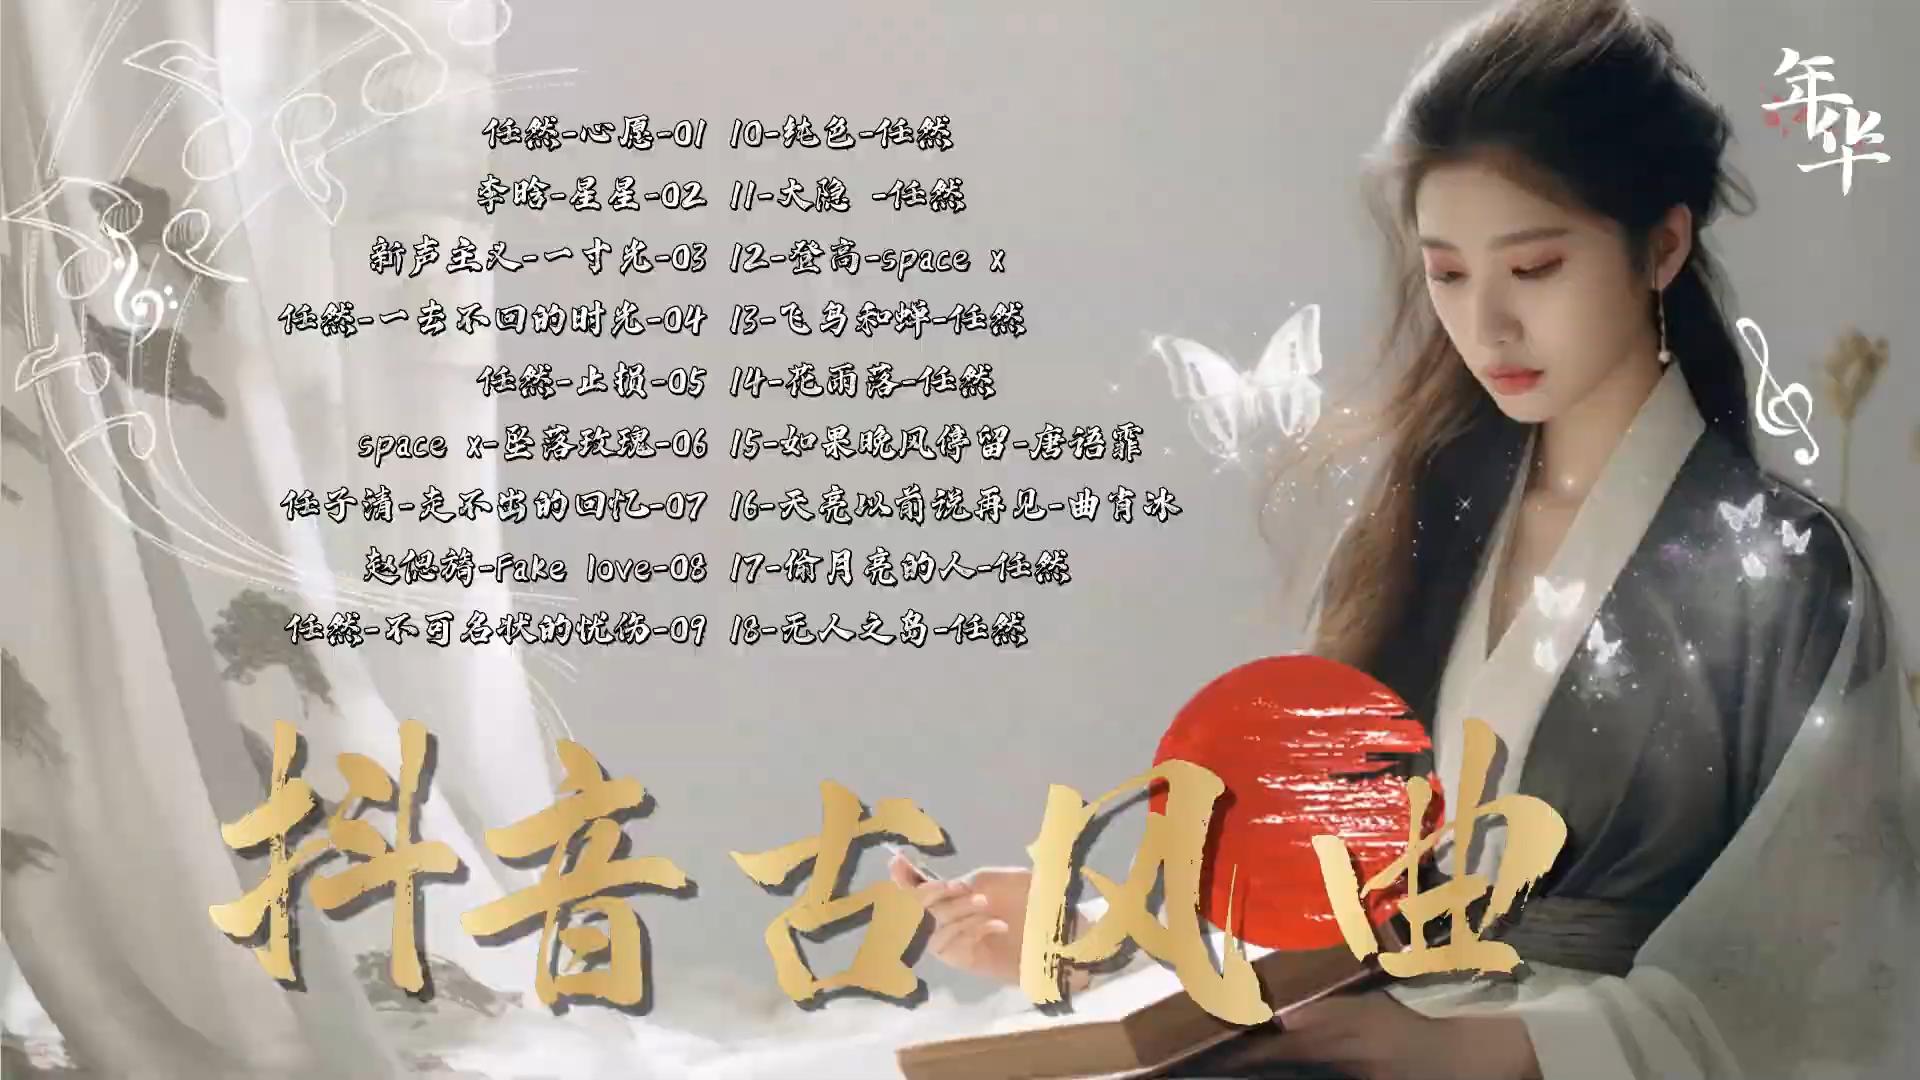 年华
任然-心愿-01 10-纯色-任然
李晗-星星-02 11-大隐 -任然
新声主义-一寸光-03 12-登高-space x
任然-一去不回的时光-04 13-飞鸟和蝉-任然
任然-止损-05 14-花雨落-任然
space x-坠落玫瑰-06 15-如果晚风停留-唐语霏
任子清-走不出的回忆-07 16-天亮以前说再见-曲肖冰
赵偲旖-Fake love-08 17-偷月亮的人-任然
任然-不可名状的忧伤-09 18-无人之岛-任然
抖音古风曲